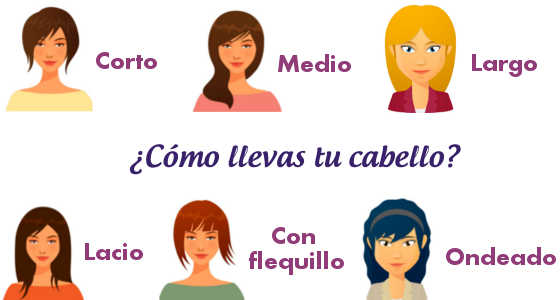 Corto
Medio
Largo
¿Cómo llevas tu cabello?
Lacio
Con
flequillo
Ondeado